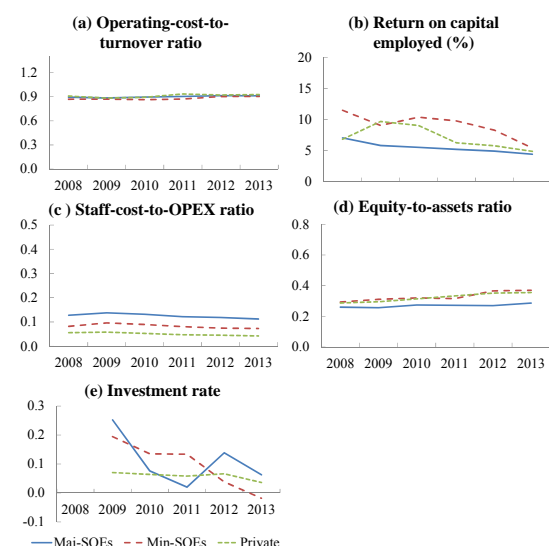 (a) Operating-cost-to-
turnover ratio
1.2
0.9
0.6
0.3
0.0
2008 2009 2010 2011 2012 2013
(b) Return on capital
employed (%)
20
15
10
5
0
2008 2009 2010 2011 2012 2013
(c ) Staff-cost-to-OPEX ratio
0.5
0.4
0.3
0.2
0.1
0.0
2008 2009 2010 2011 2012 2013
(d) Equity-to-assets ratio
0.8
0.6
0.4
0.2
0.0
2008 2009 2010 2011 2012 2013
(e) Investment rate
0.3
0.2
0.1
0.0
-0.1
2008 2009 2010 2011 2012 2013
Maj-SOEs Min-SOEs Private